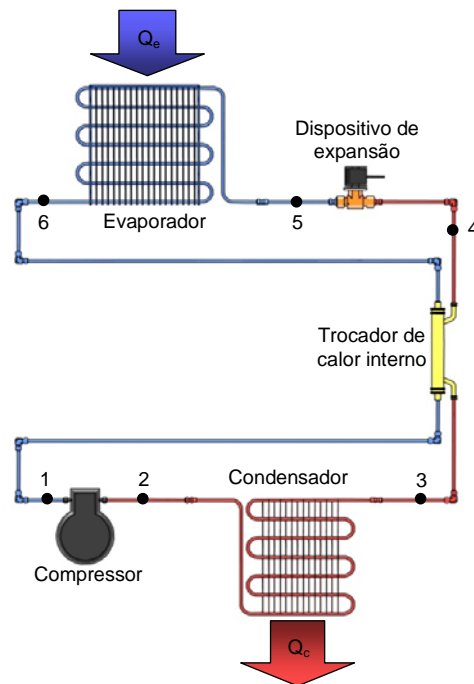 Qe
Dispositivo de
expansão
6
Evaporador
5
4
Trocador de
calor interno
1
2
Condensador
3
Compressor
Qc